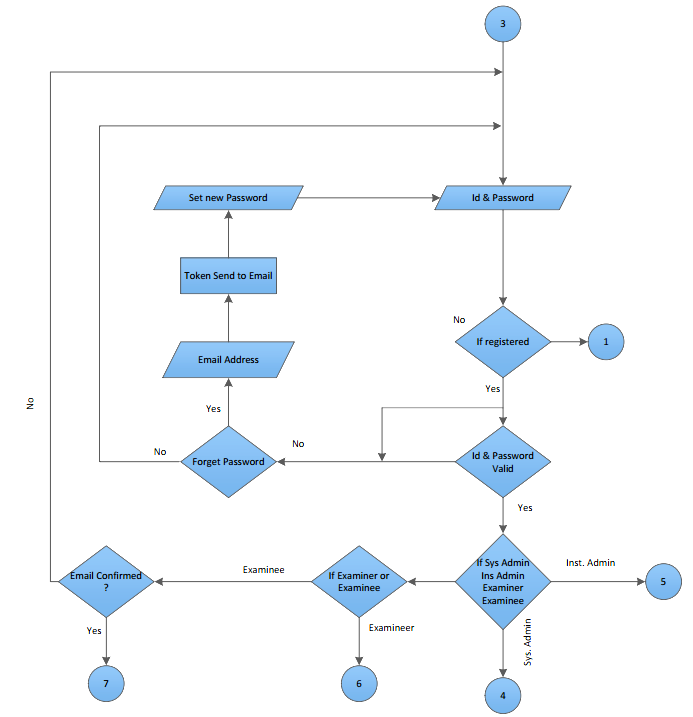 3
Set new Password
Id & Password
Token Send to Email
No
If registered
1
Email Address
Yes
No
Yes
No
No
Forget Password
Id & Password
Valid
Yes
If Sys Admin
Ins Admin
Examiner
Examinee
Inst. Admin
5
Examinee
If Examiner or
Examinee
Email Confirmed
?
Yes
Examineer
Sys. Admin
7
6
4